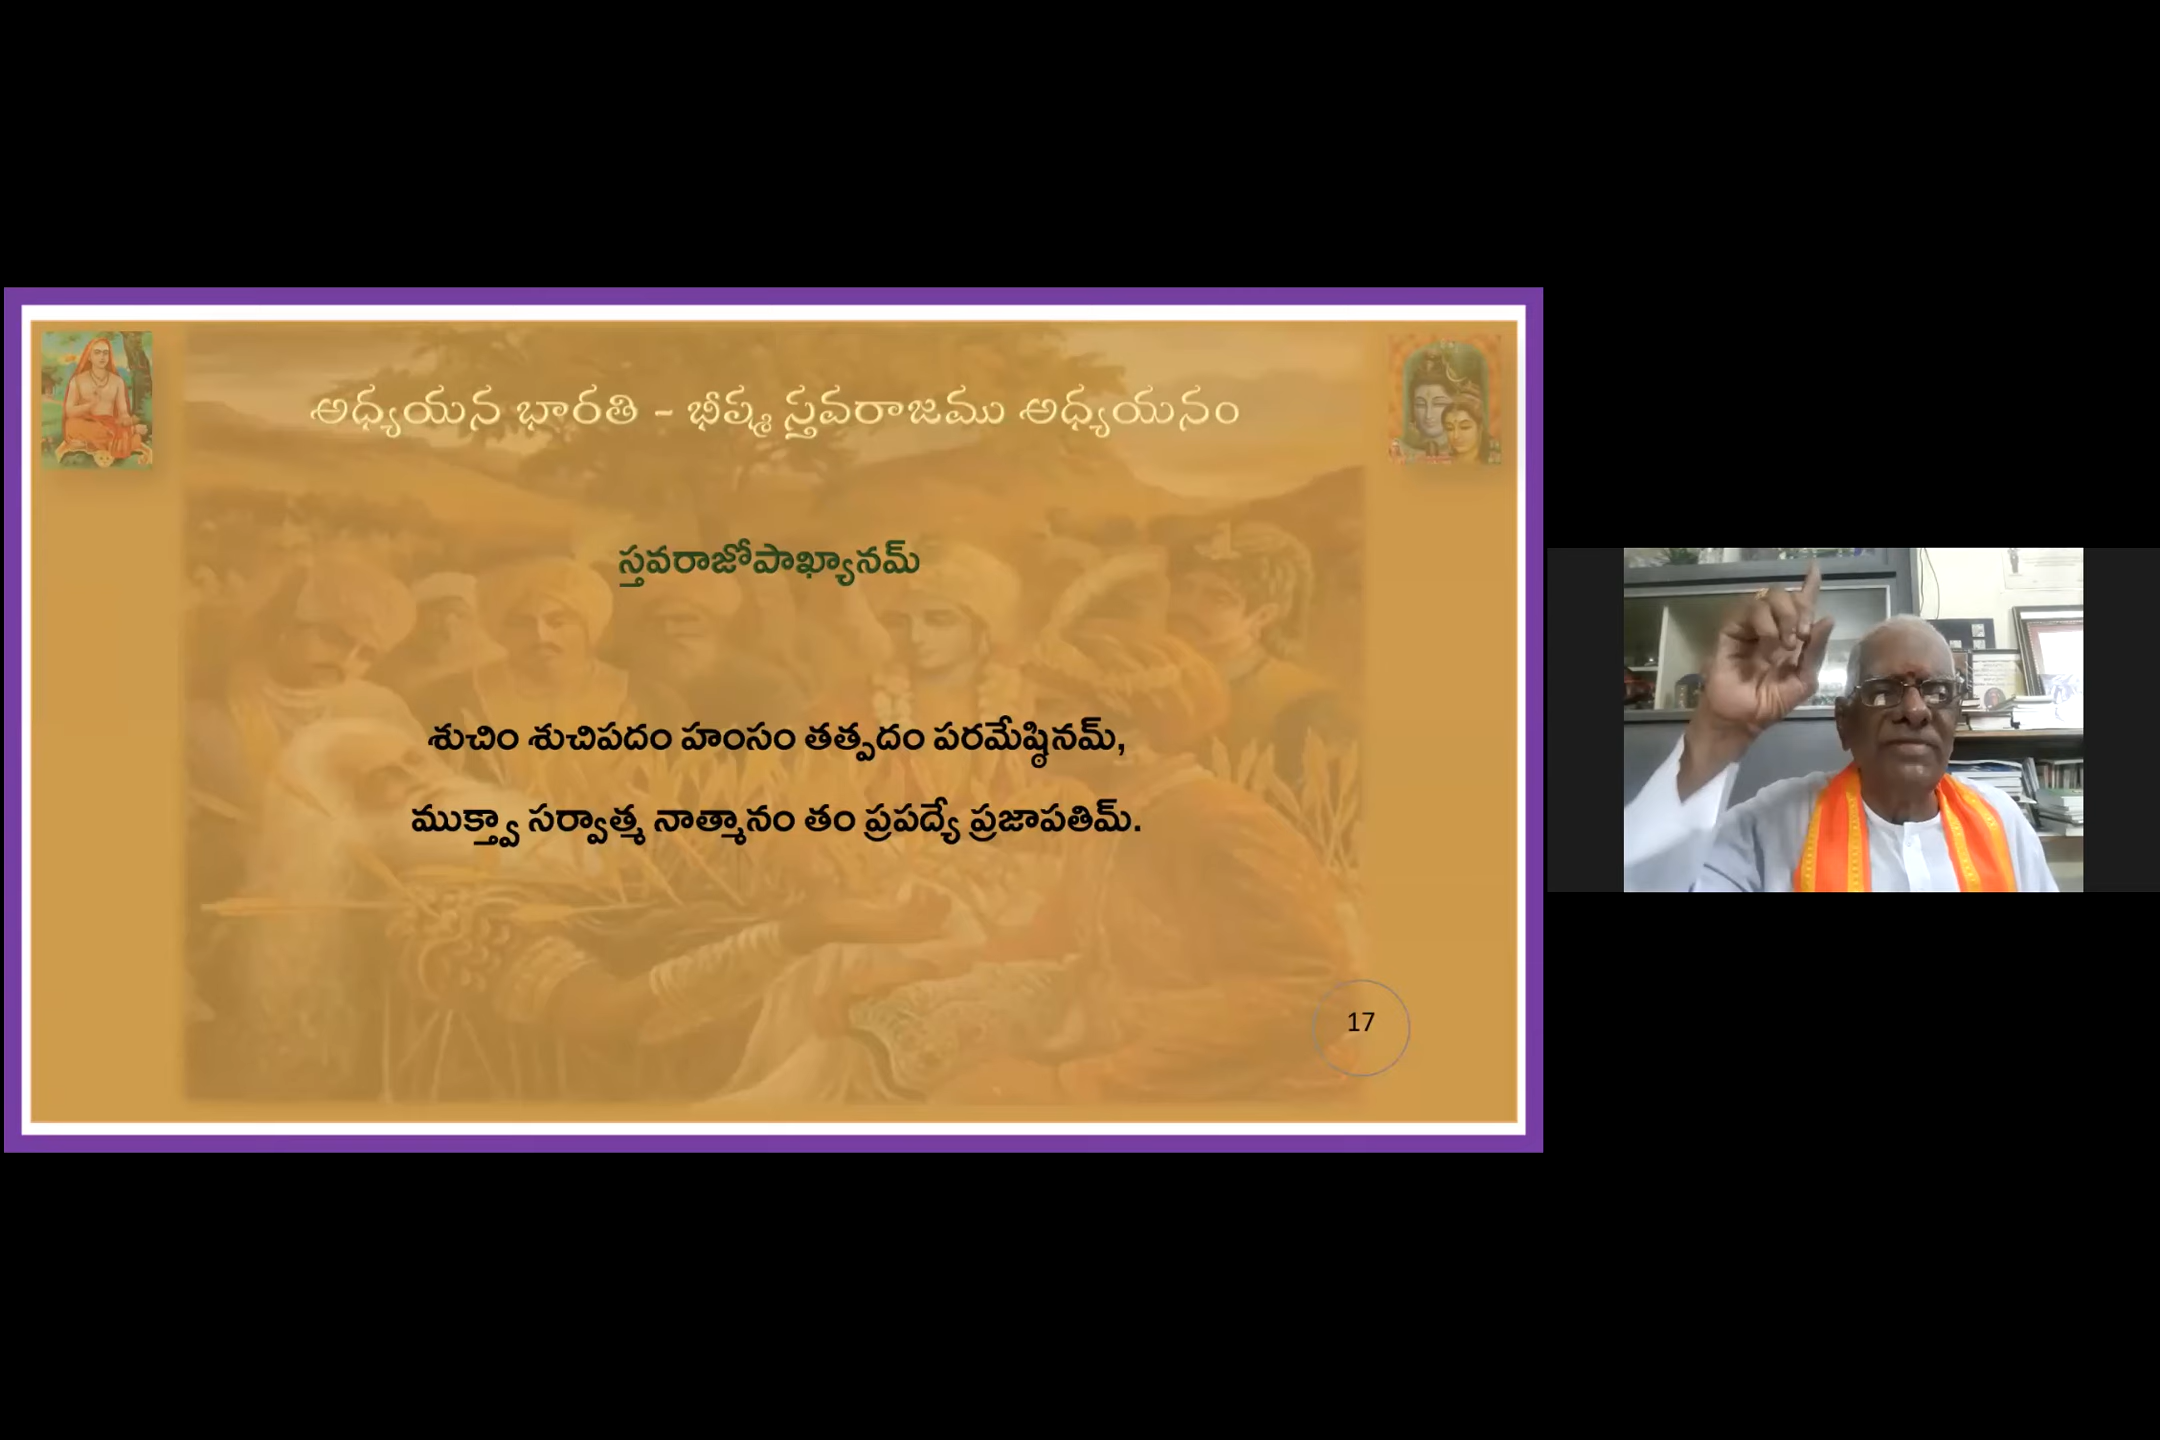 అధ్యయన భారతి - భీష్మ స్తవరాజము అధ్యయనం
స్తవరాజోపాఖ్యానమ్
శుచిం శుచిపదం హంసం తత్పదం పరమేష్ఠినమ్,
ముక్త్వా సర్వాత్మ నాత్మానం తం ప్రపద్యే ప్రజాపతిమ్.
17